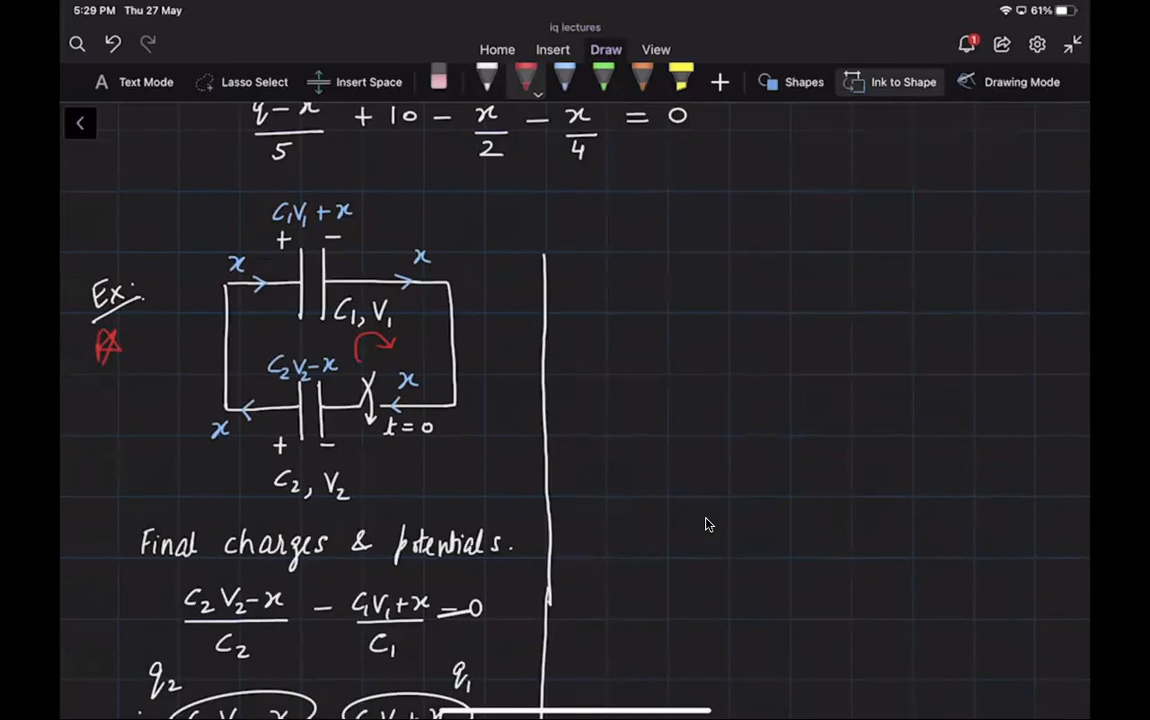 5:29 PM Thu 27 May
61%
iq lectures
Home Insert Draw View
1
A Text Mode Lasso Select Insert Space + Shapes Ink to Shape Drawing Mode
q - x
5
+ 10 - x/2 - x/4 = 0
C₁V₁ + x
+ -
x x
Ex:
C₁, V₁
C₂V₂-x
x
x
t = 0
+ -
C₂, V₂
Final charges & potentials.
C₂V₂-x / C₂ - C₁V₁+x / C₁ = 0
q₂ q₁